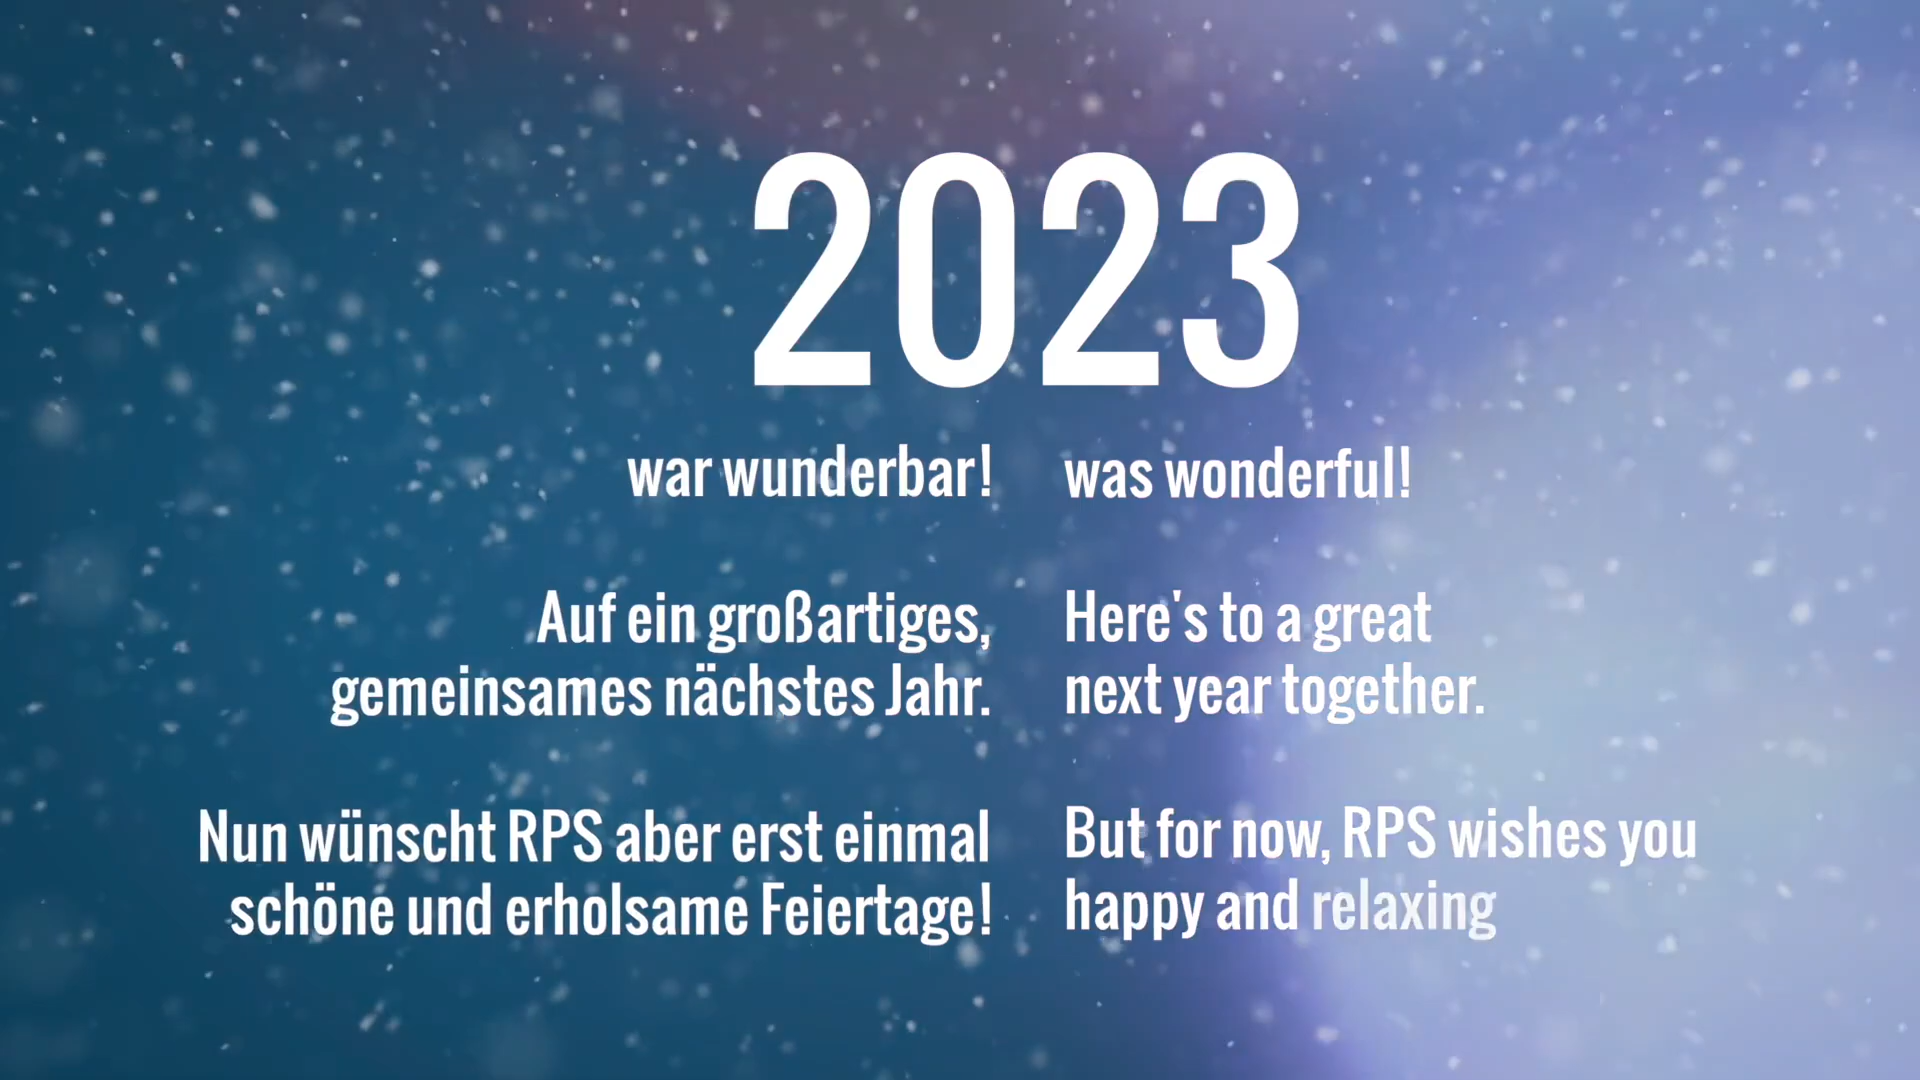 2023
war wunderbar!
Auf ein großartiges,
gemeinsames nächstes Jahr.
Nun wünscht RPS aber erst einmal
schöne und erholsame Feiertage!
was wonderful!
Here's to a great
next year together.
But for now, RPS wishes you
happy and relaxing